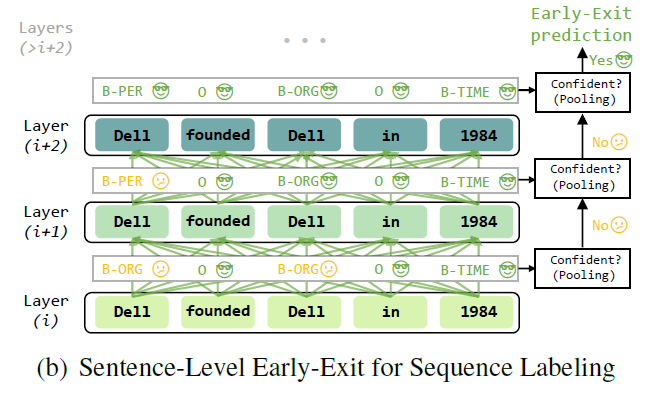 Layers
(>i+2)
...
Early-Exit
prediction
Yes
B-PER O B-ORG O B-TIME
Confident?
(Pooling)
Layer
(i+2)
Dell founded Dell in 1984
No
B-PER O B-ORG O B-TIME
Confident?
(Pooling)
Layer
(i+1)
Dell founded Dell in 1984
No
B-ORG O B-ORG O B-TIME
Confident?
(Pooling)
Layer
(i)
Dell founded Dell in 1984
(b) Sentence-Level Early-Exit for Sequence Labeling